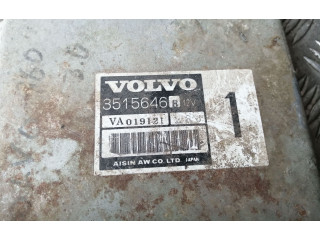 VOLVO
3515646 12V
VA019121
1
AISIN AW CO. LTD. JAPAN